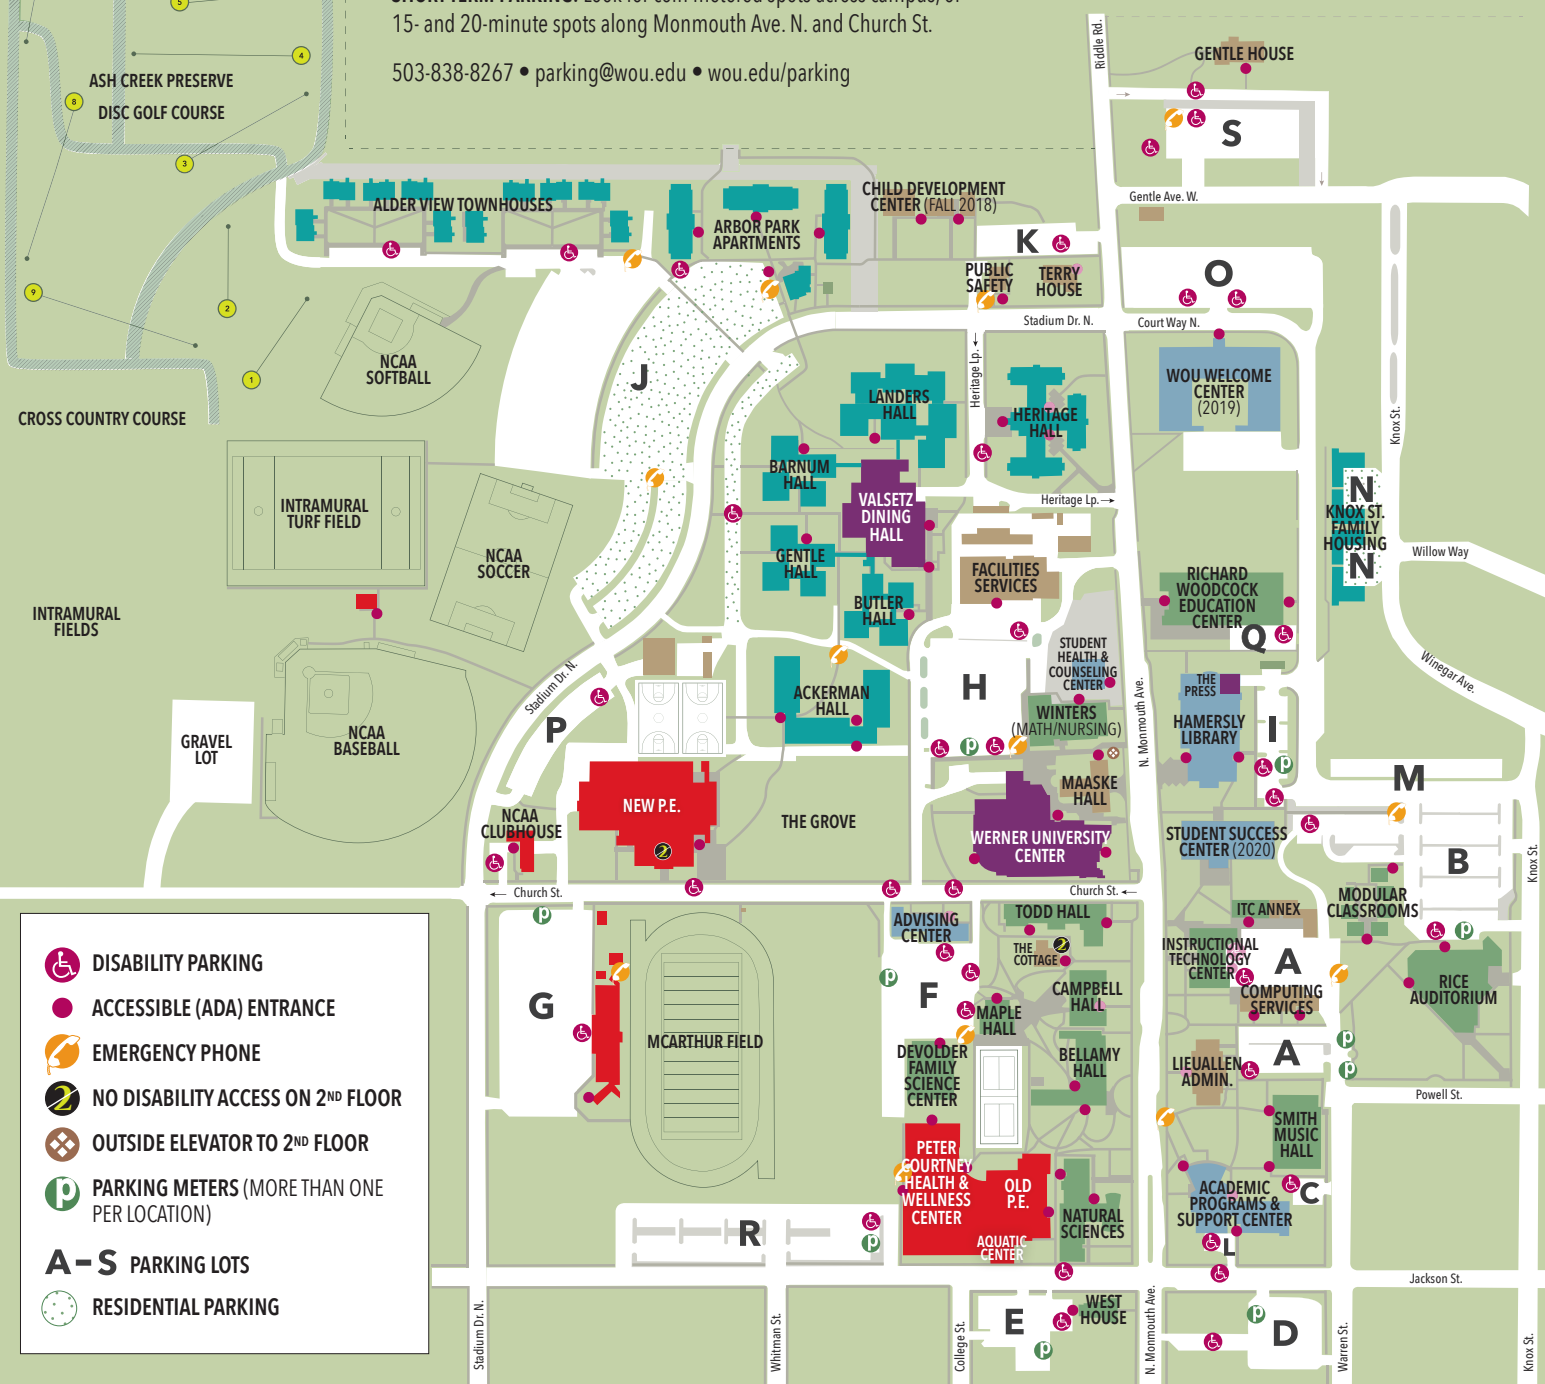 15- and 20-minute spots along Monmouth Ave. N. and Church St.
503-838-8267 • parking@wou.edu • wou.edu/parking
Riddle Rd.
GENTLE HOUSE
5
4
ASH CREEK PRESERVE
DISC GOLF COURSE
8
3
S
Gentle Ave. W.
ALDER VIEW TOWNHOUSES
ARBOR PARK
APARTMENTS
CHILD DEVELOPMENT
CENTER (FALL 2018)
K
PUBLIC
SAFETY
TERRY
HOUSE
O
9
2
1
Stadium Dr. N.
Court Way N.
NCAA
SOFTBALL
J
Heritage Lp.
LANDERS
HALL
HERITAGE
HALL
WOU WELCOME
CENTER
(2019)
CROSS COUNTRY COURSE
Knox St.
BARNUM
HALL
VALSETZ
DINING
HALL
Heritage Lp.
INTRAMURAL
TURF FIELD
NCAA
SOCCER
N
KNOX ST.
FAMILY
HOUSING
N
Willow Way
GENTLE
HALL
FACILITIES
SERVICES
RICHARD
WOODCOCK
EDUCATION
CENTER
Q
BUTLER
HALL
INTRAMURAL
FIELDS
STUDENT
HEALTH &
COUNSELING
CENTER
Winegar Ave.
Stadium Dr. N.
P
ACKERMAN
HALL
H
WINTERS
(MATH/NURSING)
N. Monmouth Ave.
THE
PRESS
HAMERSLY
LIBRARY
I
GRAVEL
LOT
NCAA
BASEBALL
M
MAASKE
HALL
NEW P.E.
2
THE GROVE
NCAA
CLUBHOUSE
WERNER UNIVERSITY
CENTER
STUDENT SUCCESS
CENTER (2020)
B
Knox St.
Church St.
Church St.
MODULAR
CLASSROOMS
P
ADVISING
CENTER
TODD HALL
ITC ANNEX
THE
COTTAGE
2
INSTRUCTIONAL
TECHNOLOGY
CENTER
A
RICE
AUDITORIUM
COMPUTING
SERVICES
DISABILITY PARKING
ACCESSIBLE (ADA) ENTRANCE
EMERGENCY PHONE
2
NO DISABILITY ACCESS ON 2ND FLOOR
OUTSIDE ELEVATOR TO 2ND FLOOR
P
PARKING METERS (MORE THAN ONE
PER LOCATION)
A–S PARKING LOTS
RESIDENTIAL PARKING
G
MCARTHUR FIELD
F
CAMPBELL
HALL
MAPLE
HALL
DEVOLDER
FAMILY
SCIENCE
CENTER
BELLAMY
HALL
A
LIEUALLEN
ADMIN.
Powell St.
SMITH
MUSIC
HALL
PETER
COURTNEY
HEALTH &
WELLNESS
CENTER
OLD
P.E.
AQUATIC
CENTER
NATURAL
SCIENCES
ACADEMIC
PROGRAMS &
SUPPORT CENTER
C
L
R
Jackson St.
E
WEST
HOUSE
D
Stadium Dr. N.
Whitman St.
College St.
N. Monmouth Ave.
Warren St.
Knox St.